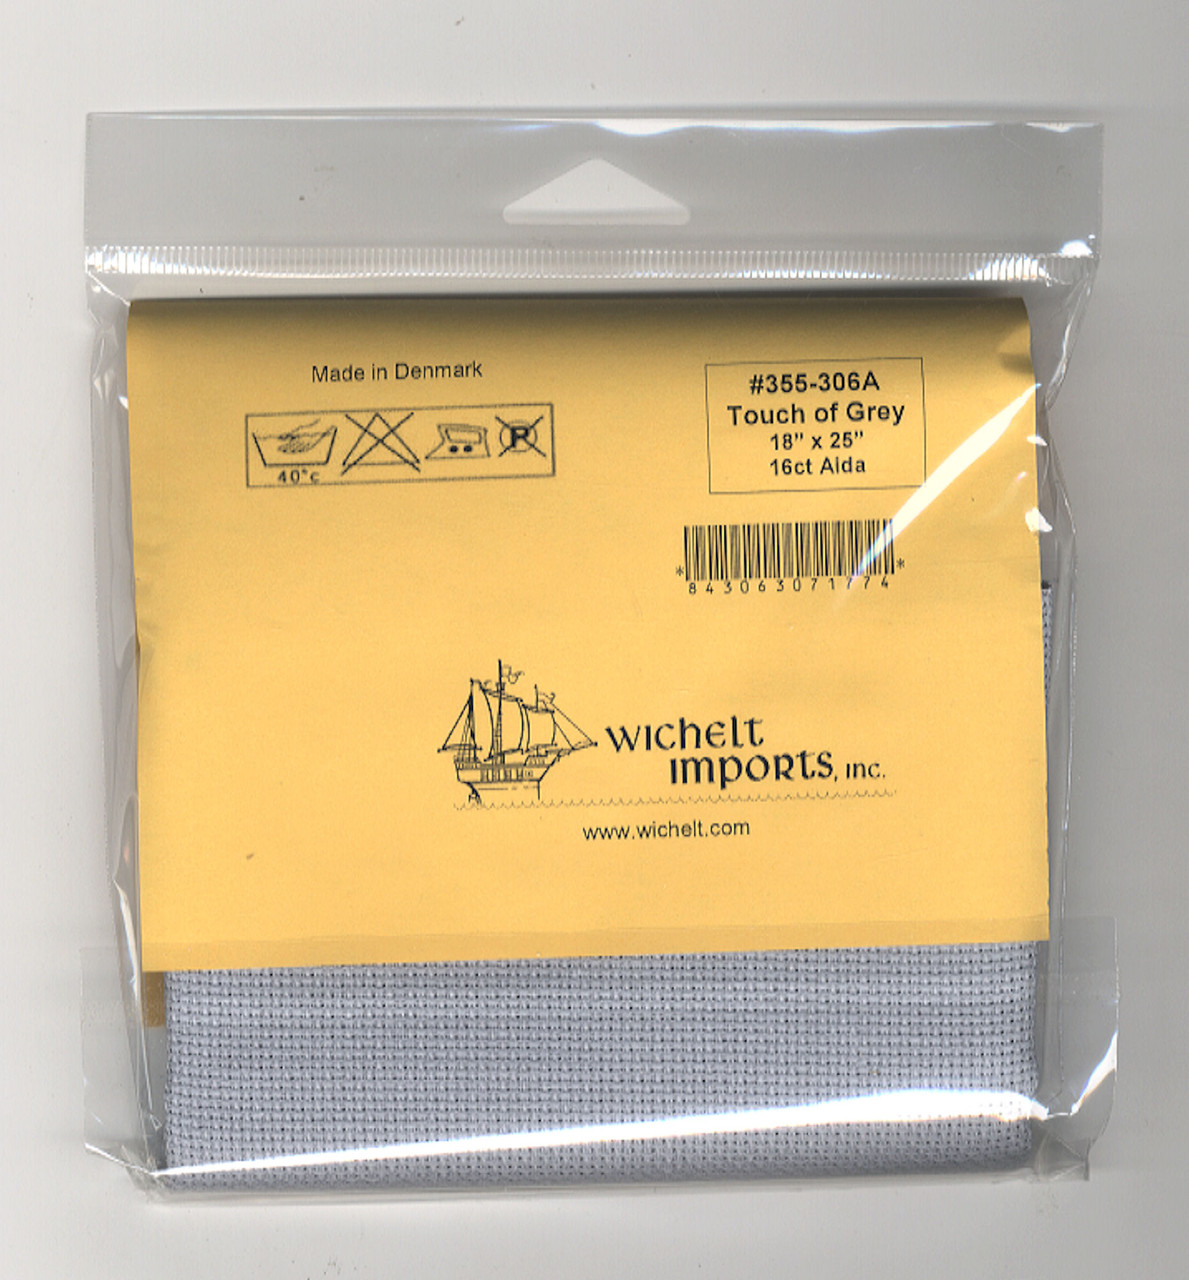 Made in Denmark
40°c
P
#355-306A
Touch of Grey
18" x 25"
16ct Aida
*843063071774*
WICHELT
IMPORTS, INC.
www.wichelt.com